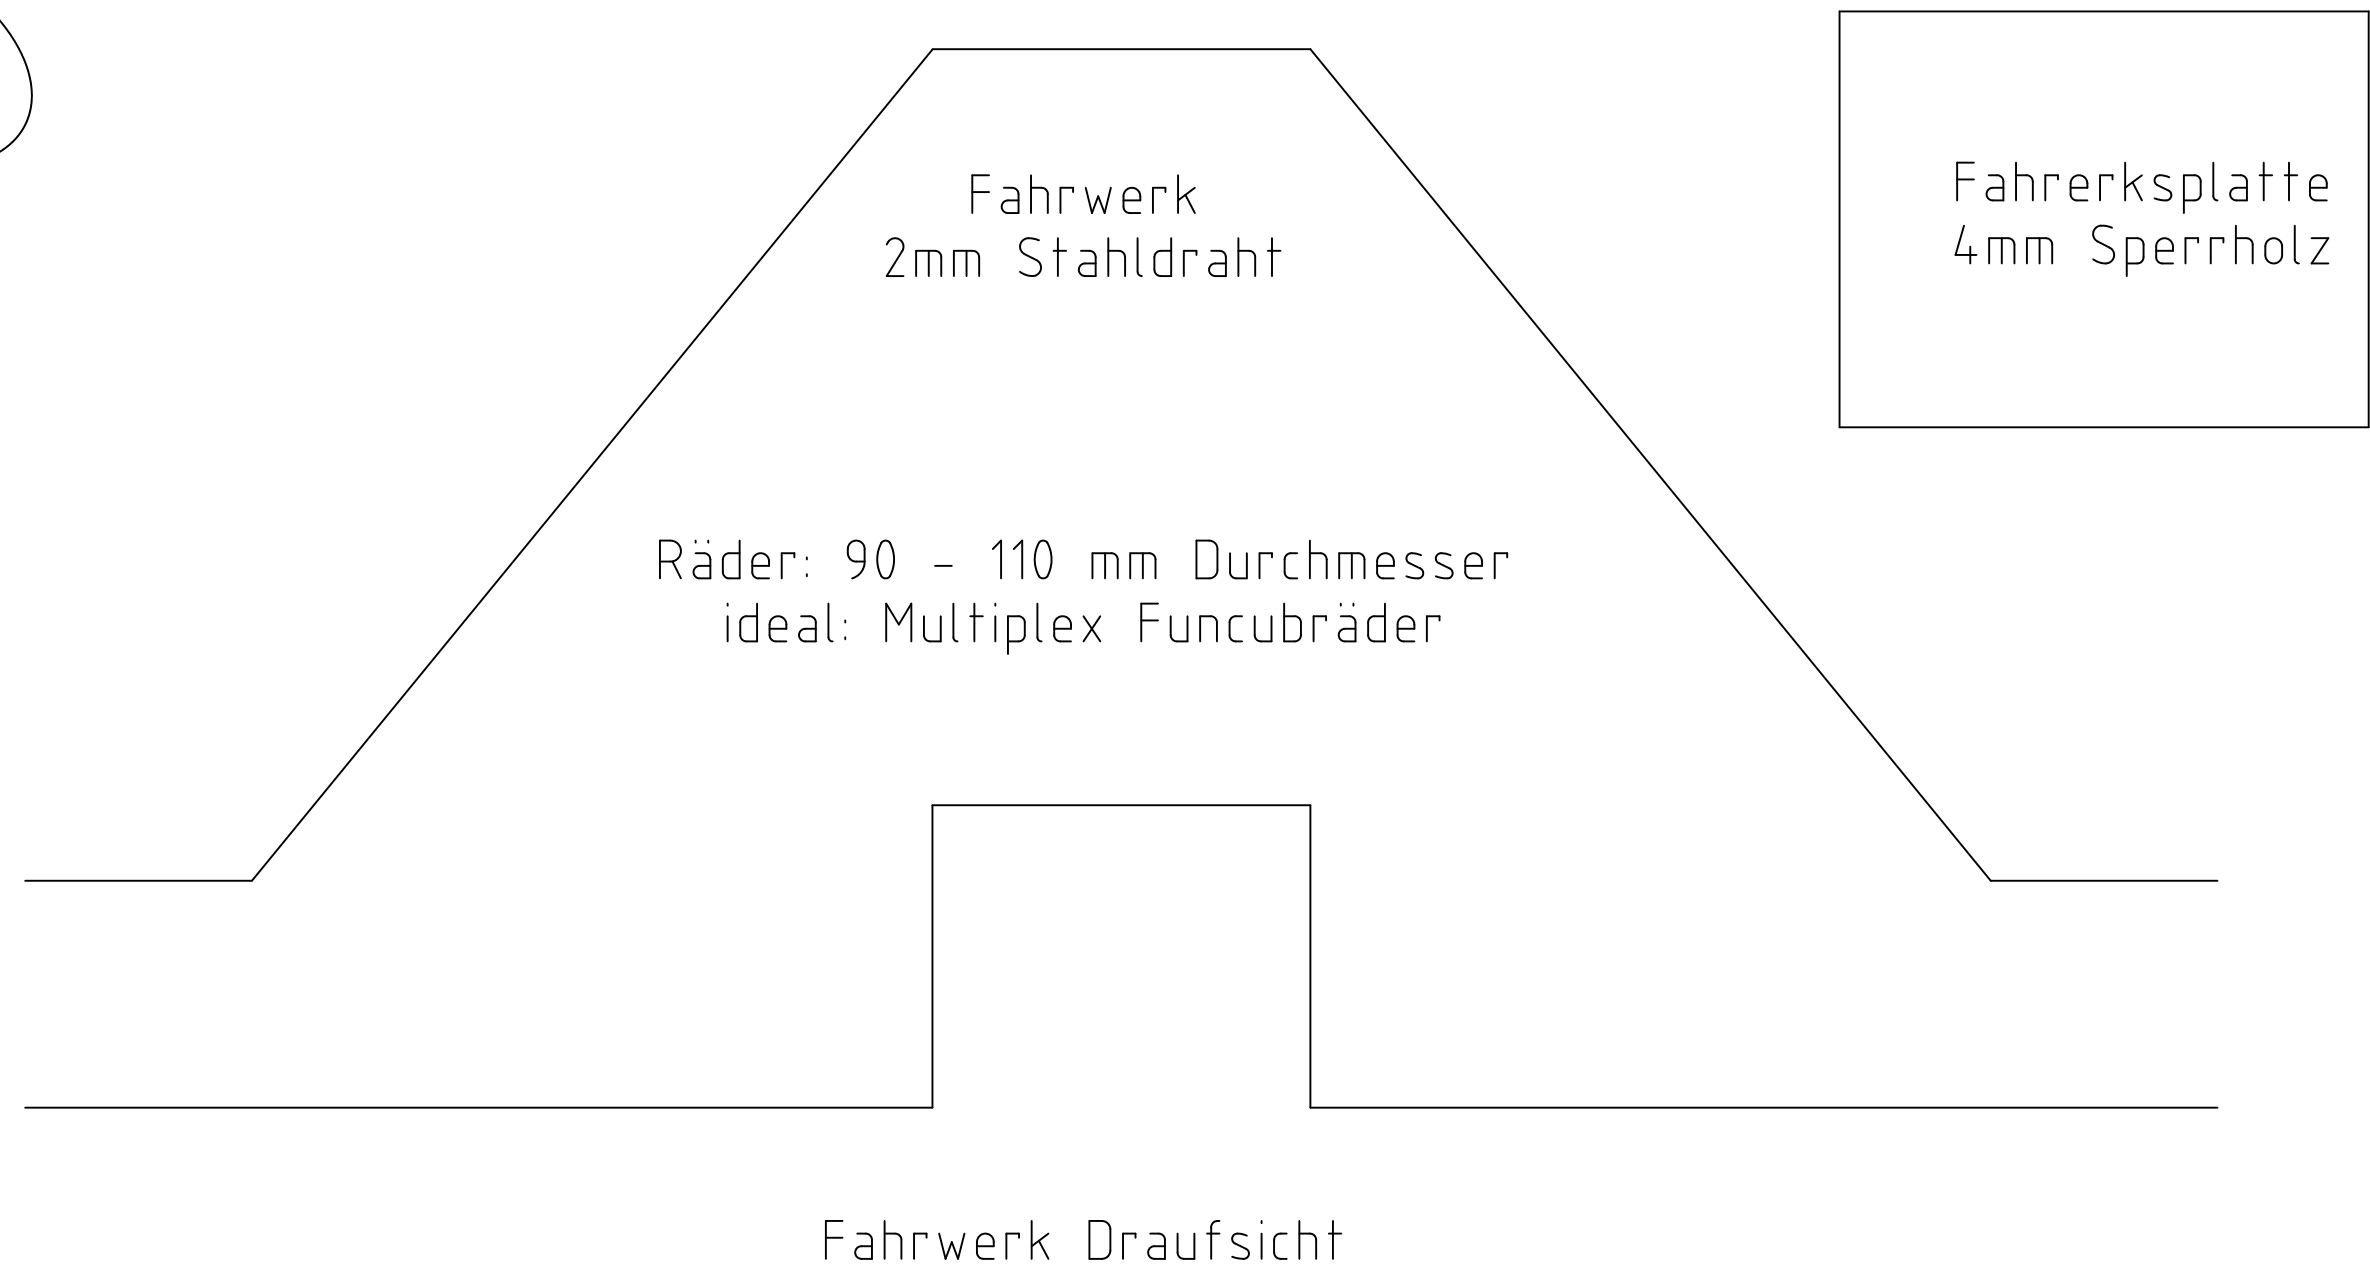 Fahrwerk
2mm Stahldraht
Fahrerksplatte
4mm Sperrholz
Räder: 90 - 110 mm Durchmesser
ideal: Multiplex Funcubräder
Fahrwerk Draufsicht